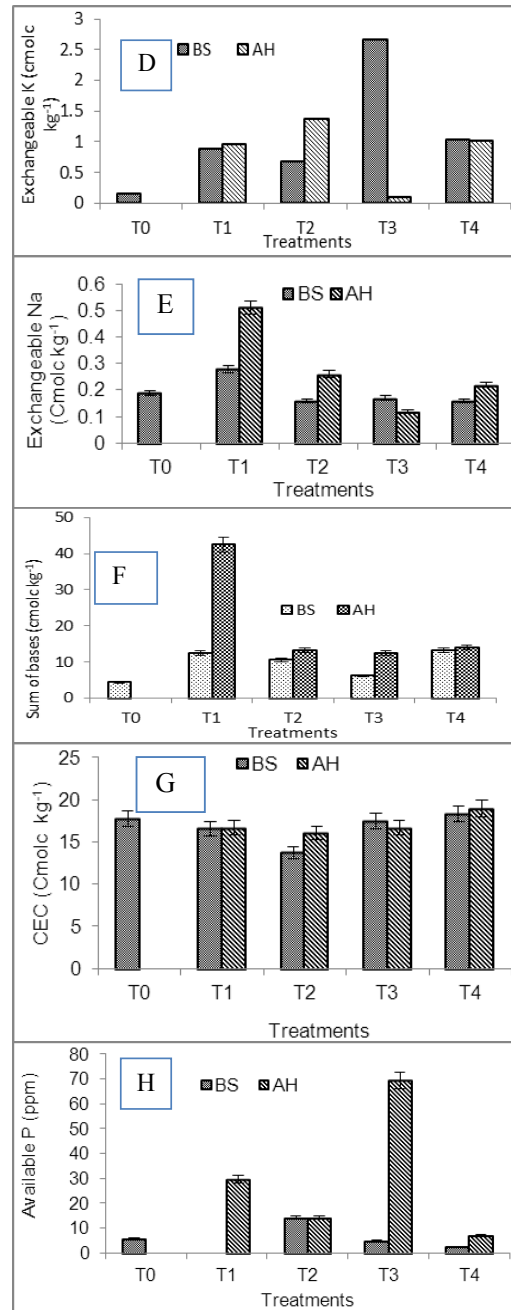 3
2.5
2
1.5
1
0.5
0
Exchangeable K (cmolc kg⁻¹)
D
BS AH
T0 T1 T2 T3 T4
Treatments
0.6
0.5
0.4
0.3
0.2
0.1
0
Exchangeable Na (Cmolc kg⁻¹)
E
BS AH
T0 T1 T2 T3 T4
Treatments
50
40
30
20
10
0
Sum of bases (cmolc kg⁻¹)
F
BS AH
T0 T1 T2 T3 T4
Treatments
25
20
15
10
5
0
CEC (Cmolc kg⁻¹)
G
BS AH
T0 T1 T2 T3 T4
Treatments
80
70
60
50
40
30
20
10
0
Available P (ppm)
H
BS AH
T0 T1 T2 T3 T4
Treatments